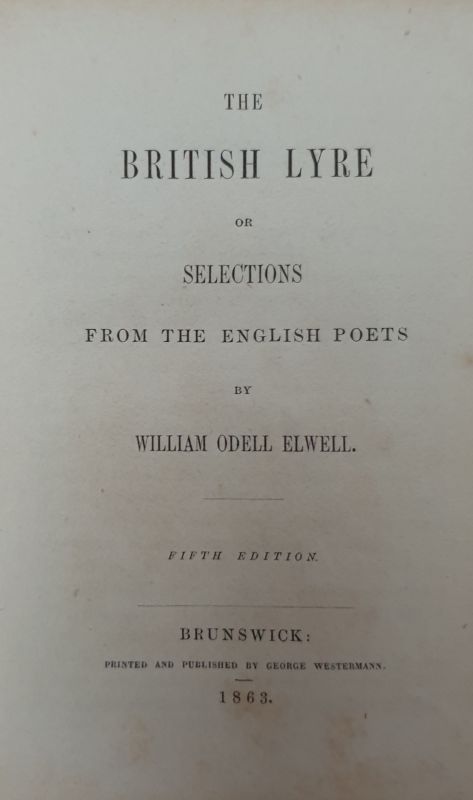 THE
BRITISH LYRE
OR
SELECTIONS
FROM THE ENGLISH POETS
BY
WILLIAM ODELL ELWELL.
FIFTH EDITION.
BRUNSWICK:
PRINTED AND PUBLISHED BY GEORGE WESTERMANN.
1863.